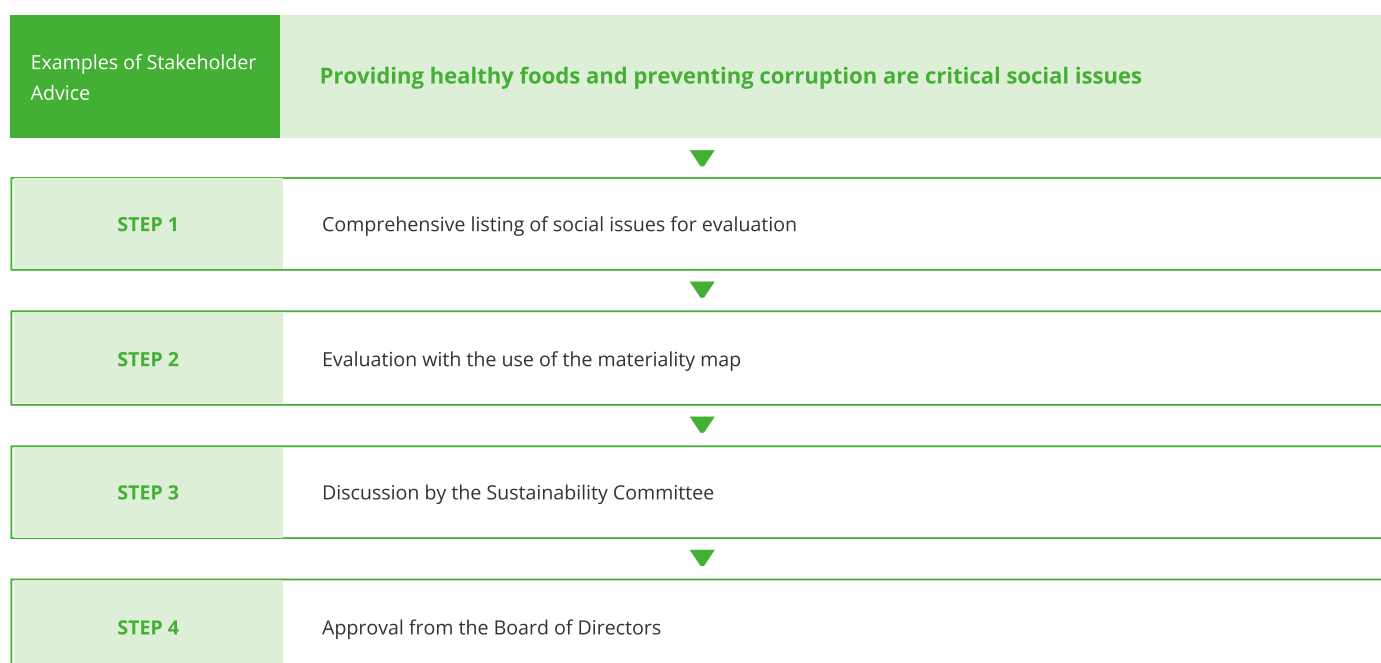 Examples of Stakeholder
Advice
Providing healthy foods and preventing corruption are critical social issues
STEP 1
Comprehensive listing of social issues for evaluation
STEP 2
Evaluation with the use of the materiality map
STEP 3
Discussion by the Sustainability Committee
STEP 4
Approval from the Board of Directors